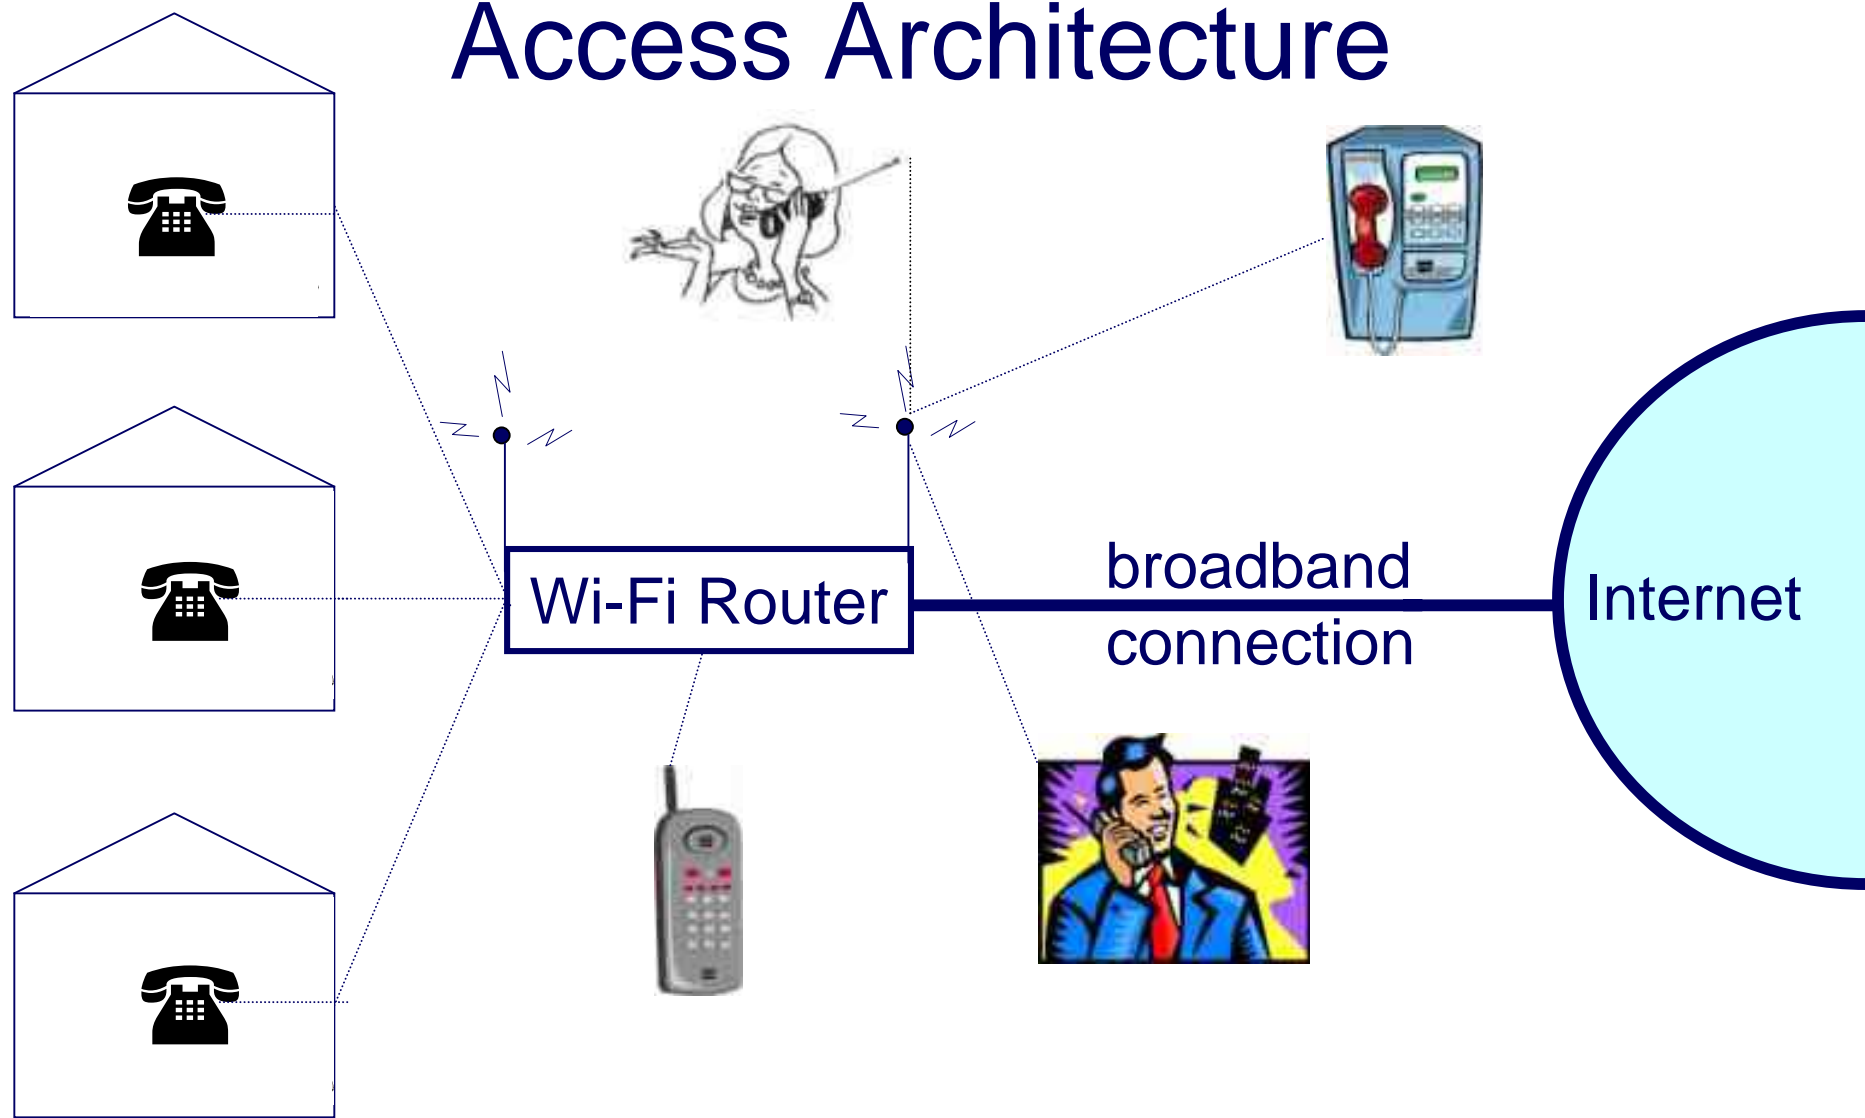 Access Architecture
Wi-Fi Router
broadband
connection
Internet